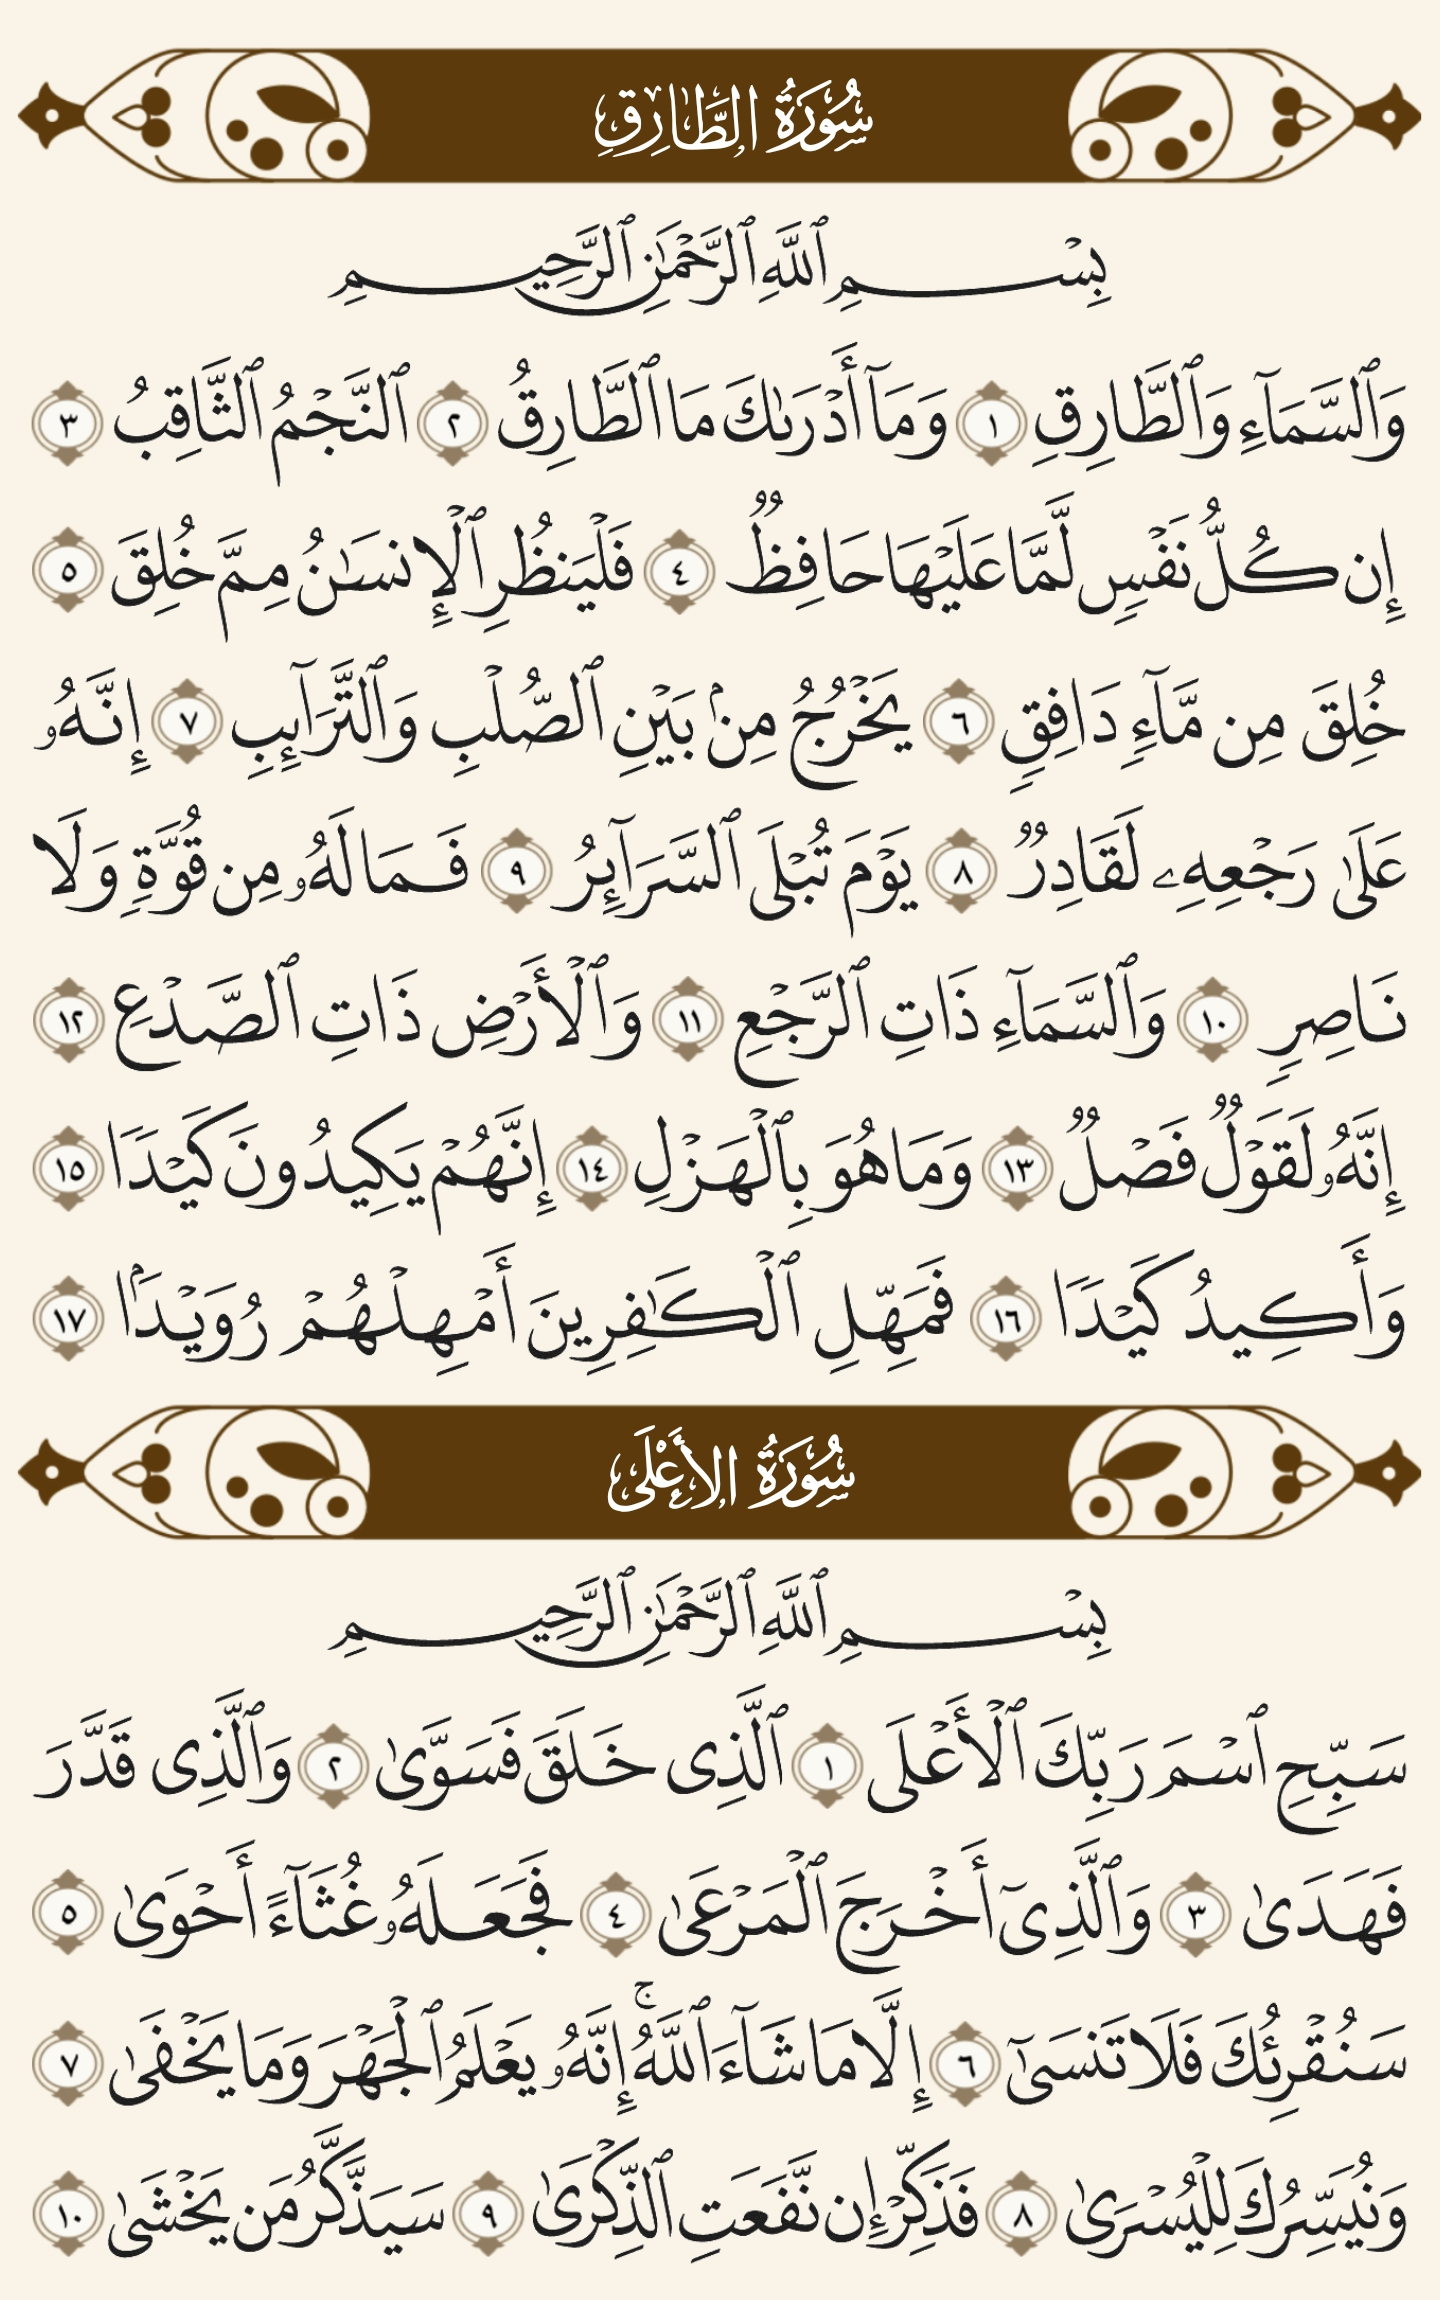 سُورَةُ الطَّارِقِ
بِسْمِ ٱللَّهِ ٱلرَّحْمَٰنِ ٱلرَّحِيمِ
وَٱلسَّمَآءِ وَٱلطَّارِقِ ١ وَمَآ أَدْرَىٰكَ مَا ٱلطَّارِقُ ٢ ٱلنَّجْمُ ٱلثَّاقِبُ ٣
إِن كُلُّ نَفْسٍ لَّمَّا عَلَيْهَا حَافِظٌ ٤ فَلْيَنظُرِ ٱلْإِنسَٰنُ مِمَّ خُلِقَ ٥
خُلِقَ مِن مَّآءٍ دَافِقٍ ٦ يَخْرُجُ مِنۢ بَيْنِ ٱلصُّلْبِ وَٱلتَّرَآئِبِ ٧ إِنَّهُۥ
عَلَىٰ رَجْعِهِۦ لَقَادِرٌ ٨ يَوْمَ تُبْلَى ٱلسَّرَآئِرُ ٩ فَمَا لَهُۥ مِن قُوَّةٍ وَلَا
نَاصِرٍ ١٠ وَٱلسَّمَآءِ ذَاتِ ٱلرَّجْعِ ١١ وَٱلْأَرْضِ ذَاتِ ٱلصَّدْعِ ١٢
إِنَّهُۥ لَقَوْلٌ فَصْلٌ ١٣ وَمَا هُوَ بِٱلْهَزْلِ ١٤ إِنَّهُمْ يَكِيدُونَ كَيْدًا ١٥
وَأَكِيدُ كَيْدًا ١٦ فَمَهِّلِ ٱلْكَٰفِرِينَ أَمْهِلْهُمْ رُوَيْدَۢا ١٧
سُورَةُ الأَعْلَى
بِسْمِ ٱللَّهِ ٱلرَّحْمَٰنِ ٱلرَّحِيمِ
سَبِّحِ ٱسْمَ رَبِّكَ ٱلْأَعْلَى ١ ٱلَّذِى خَلَقَ فَسَوَّىٰ ٢ وَٱلَّذِى قَدَّرَ
فَهَدَىٰ ٣ وَٱلَّذِىٓ أَخْرَجَ ٱلْمَرْعَىٰ ٤ فَجَعَلَهُۥ غُثَآءً أَحْوَىٰ ٥
سَنُقْرِئُكَ فَلَا تَنسَىٰٓ ٦ إِلَّا مَا شَآءَ ٱللَّهُۚ إِنَّهُۥ يَعْلَمُ ٱلْجَهْرَ وَمَا يَخْفَىٰ ٧
وَنُيَسِّرُكَ لِلْيُسْرَىٰ ٨ فَذَكِّرْ إِن نَّفَعَتِ ٱلذِّكْرَىٰ ٩ سَيَذَّكَّرُ مَن يَخْشَىٰ ١٠